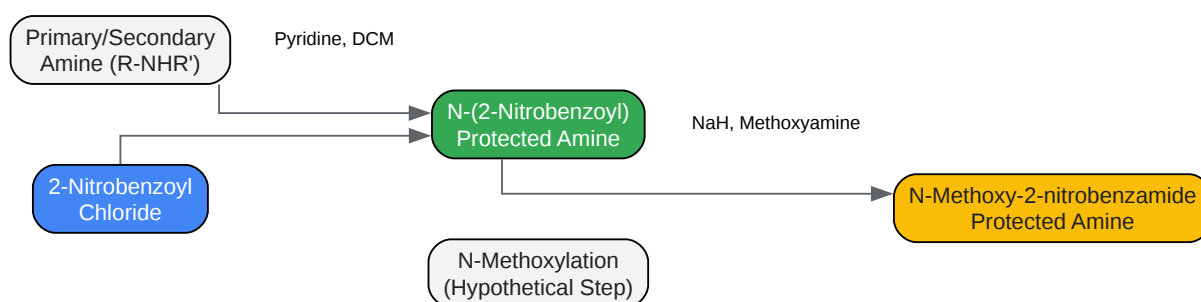 Primary/Secondary
Amine (R-NHR')
Pyridine, DCM
N-(2-Nitrobenzoyl)
Protected Amine
NaH, Methoxyamine
2-Nitrobenzoyl
Chloride
N-Methoxy-2-nitrobenzamide
Protected Amine
N-Methoxylation
(Hypothetical Step)